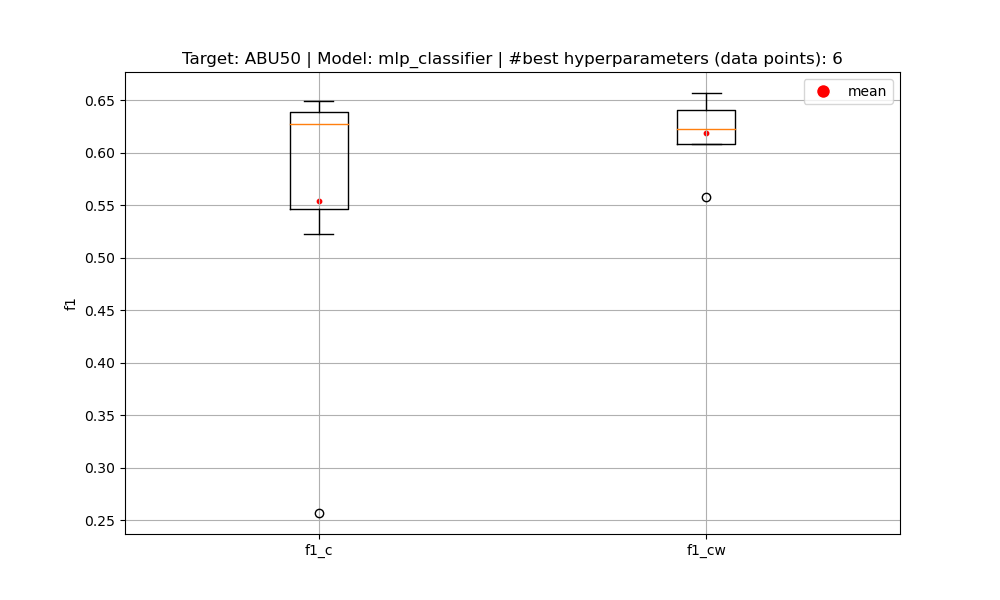 Target: ABU50 | Model: mlp_classifier | #best hyperparameters (data points): 6
mean
0.65
0.60
0.55
0.50
0.45
0.40
0.35
0.30
0.25
f1
f1_c
f1_cw